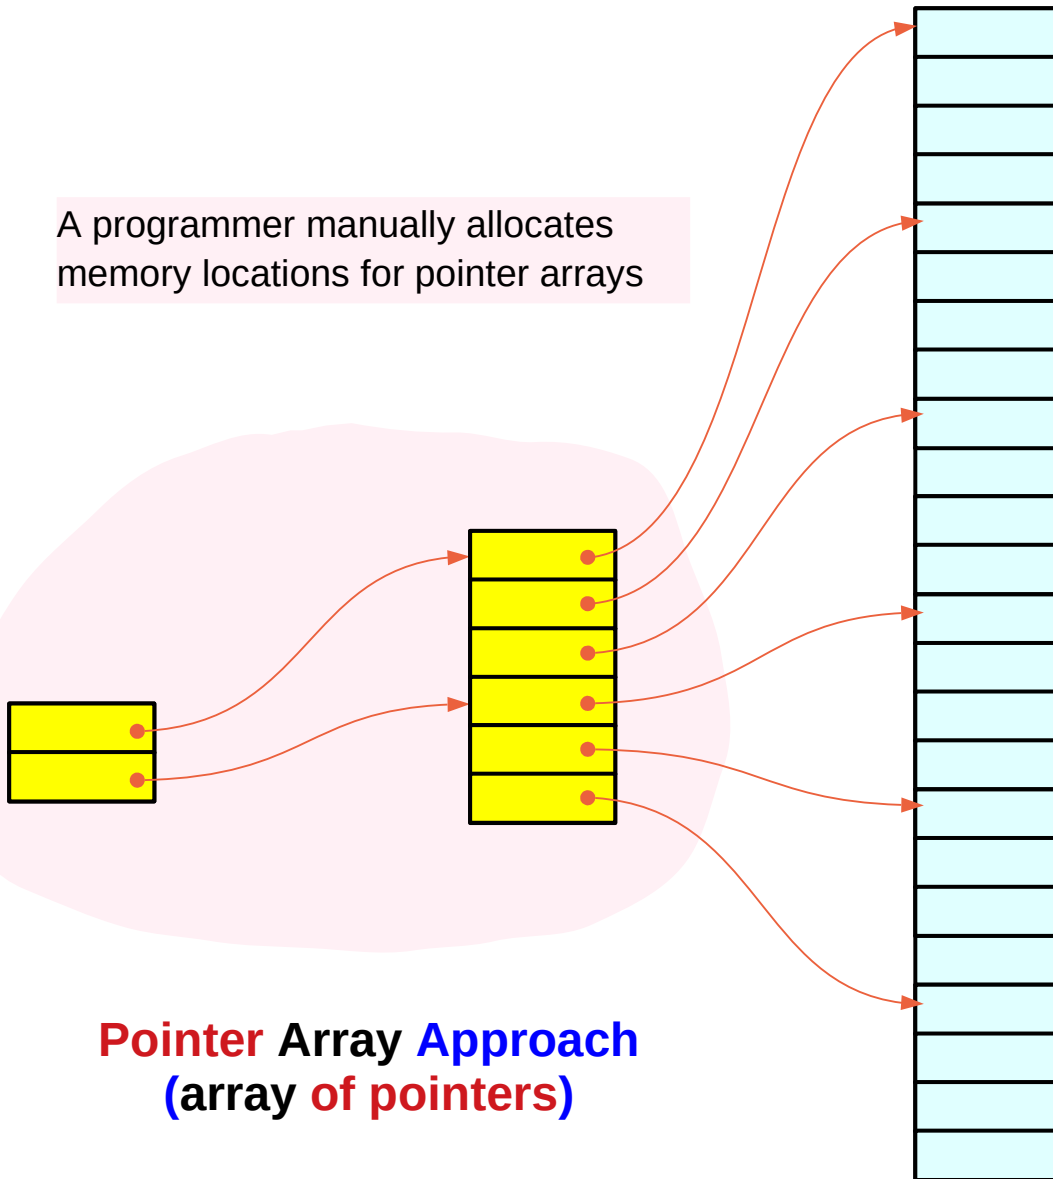 A programmer manually allocates
memory locations for pointer arrays
Pointer Array Approach
(array of pointers)